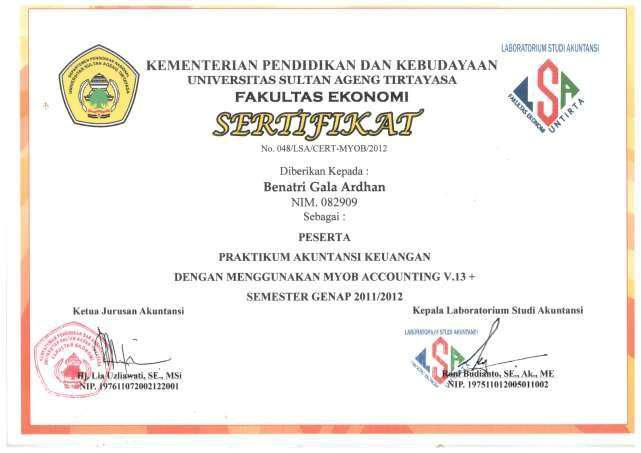 KEMENTERIAN PENDIDIKAN DAN KEBUDAYAAN
UNIVERSITAS SULTAN AGENG TIRTAYASA
FAKULTAS EKONOMI
SERTIFIKAT
No. 048/LSA/CERT-MYOB/2012
LABORATORIUM STUDI AKUNTANSI
LSA
FAKULTAS EKONOMI
UNTIRTA
Diberikan Kepada :
Benatri Gala Ardhan
NIM. 082909
Sebagai :
PESERTA
PRAKTIKUM AKUNTANSI KEUANGAN
DENGAN MENGGUNAKAN MYOB ACCOUNTING V.13 +
SEMESTER GENAP 2011/2012
Ketua Jurusan Akuntansi
FAKULTAS EKONOMI
Hj. Lia Uzliawati, SE., MSi
NIP. 197611072002122001
Kepala Laboratorium Studi Akuntansi
LABORATORIUM STUDI AKUNTANSI
LSA
Roni Budianto, SE., Ak., ME
NIP. 197511012005011002